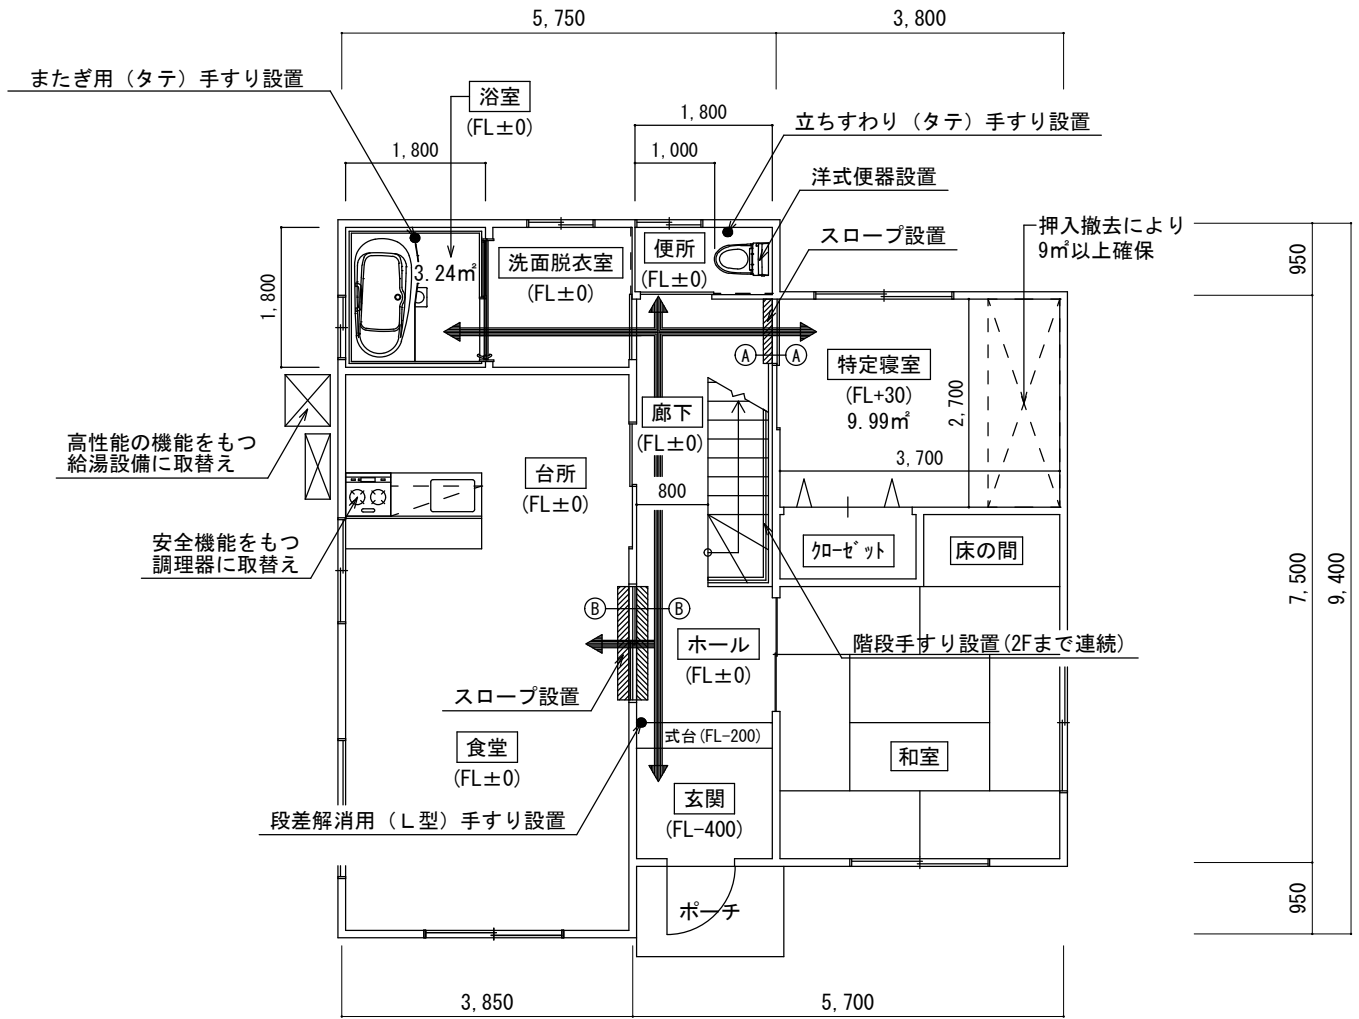 5,750
3,800
またぎ用（タテ）手すり設置
浴室
(FL±0)
1,800
1,800
1,000
立ちすわり（タテ）手すり設置
洋式便器設置
スロープ設置
押入撤去により
9㎡以上確保
950
1,800
3.24㎡
洗面脱衣室
(FL±0)
便所
(FL±0)
A
A
特定寝室
(FL+30)
9.99㎡
2,700
3,700
廊下
(FL±0)
800
高性能の機能をもつ
給湯設備に取替え
台所
(FL±0)
安全機能をもつ
調理器に取替え
ｸﾛｰｾﾞｯﾄ
床の間
7,500
9,400
B
B
ホール
(FL±0)
階段手すり設置(2Fまで連続)
スロープ設置
食堂
(FL±0)
式台(FL-200)
和室
玄関
(FL-400)
段差解消用（Ｌ型）手すり設置
ポーチ
950
3,850
5,700